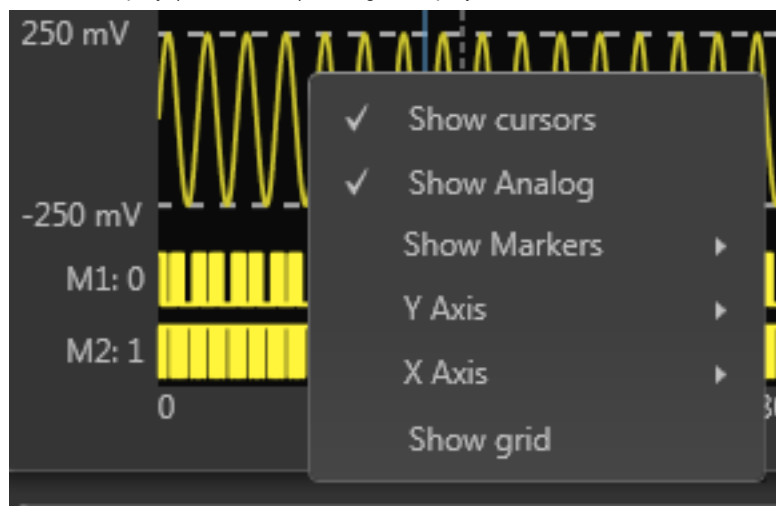 250 mV
-250 mV
M1: 0
M2: 1
0
Show cursors
Show Analog
Show Markers
Y Axis
X Axis
Show grid